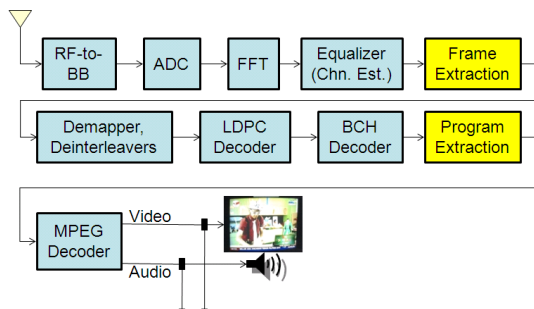 RF-to-
BB
ADC
FFT
Equalizer
(Chn. Est.)
Frame
Extraction
Demapper,
Deinterleavers
LDPC
Decoder
BCH
Decoder
Program
Extraction
MPEG
Decoder
Video
Audio